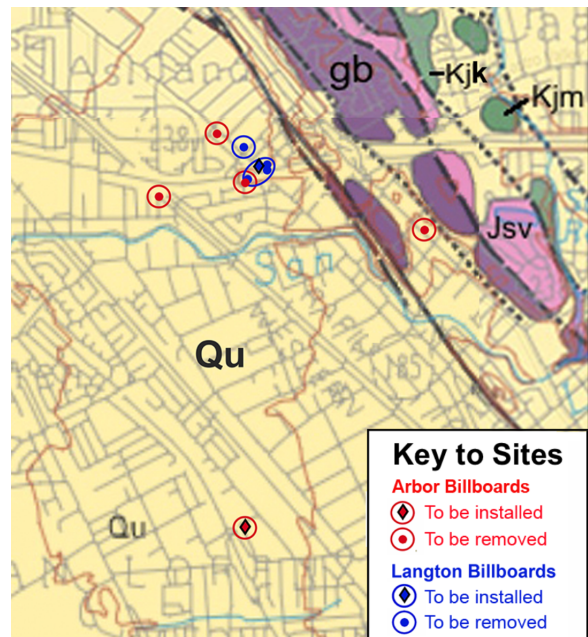 gb
Kjk
Kjm
Jsv
San
Qu
Qu
Key to Sites
Arbor Billboards
To be installed
To be removed
Langton Billboards
To be installed
To be removed